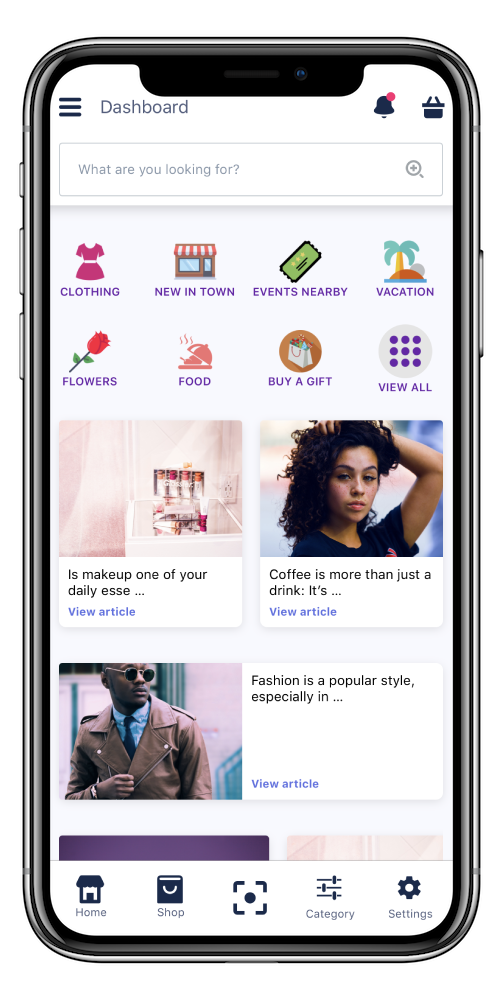 Dashboard
What are you looking for?
CLOTHING
NEW IN TOWN
EVENTS NEARBY
VACATION
FLOWERS
FOOD
BUY A GIFT
VIEW ALL
Is makeup one of your
daily esse ...
View article
Coffee is more than just a
drink: It’s ...
View article
Fashion is a popular style,
especially in ...
View article
Home
Shop
Category
Settings